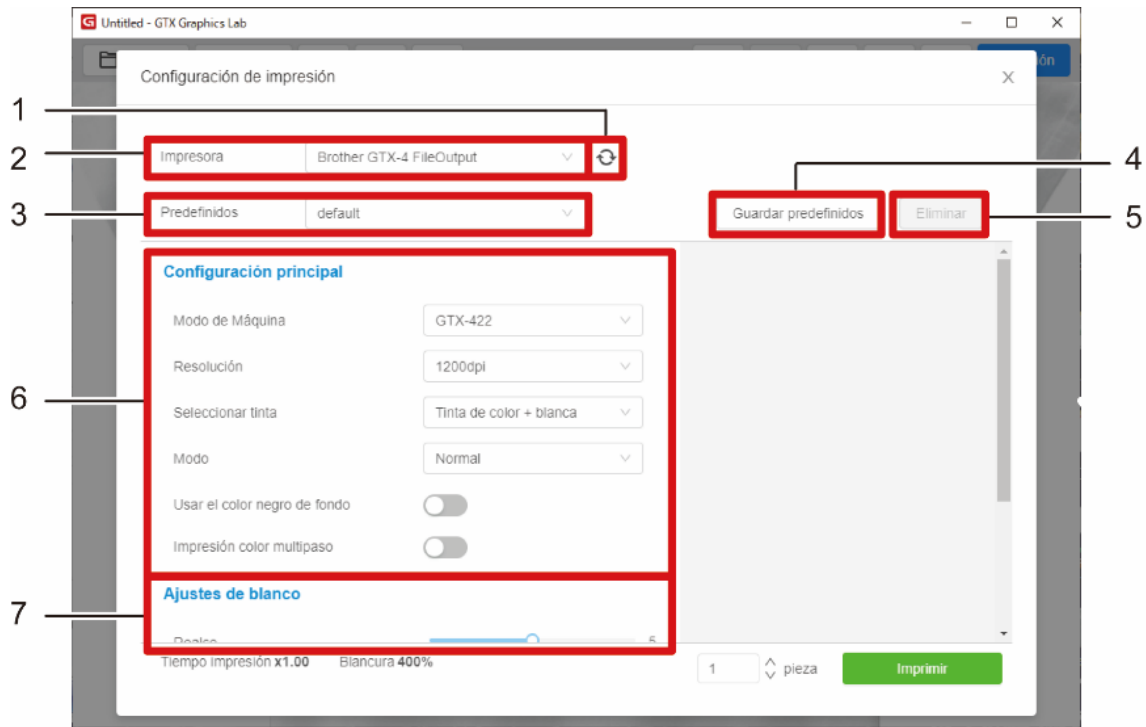 G Untitled - GTX Graphics Lab
ón
Configuración de impresión
1
2
Impresora Brother GTX-4 FileOutput
4
3
Predefinidos default
Guardar predefinidos Eliminar
5
Configuración principal
Modo de Máquina GTX-422
Resolución 1200dpi
6
Seleccionar tinta Tinta de color + blanca
Modo Normal
Usar el color negro de fondo
Impresión color multipaso
Ajustes de blanco
7
Realce 5
Tiempo impresión x1.00 Blancura 400%
1 pieza Imprimir